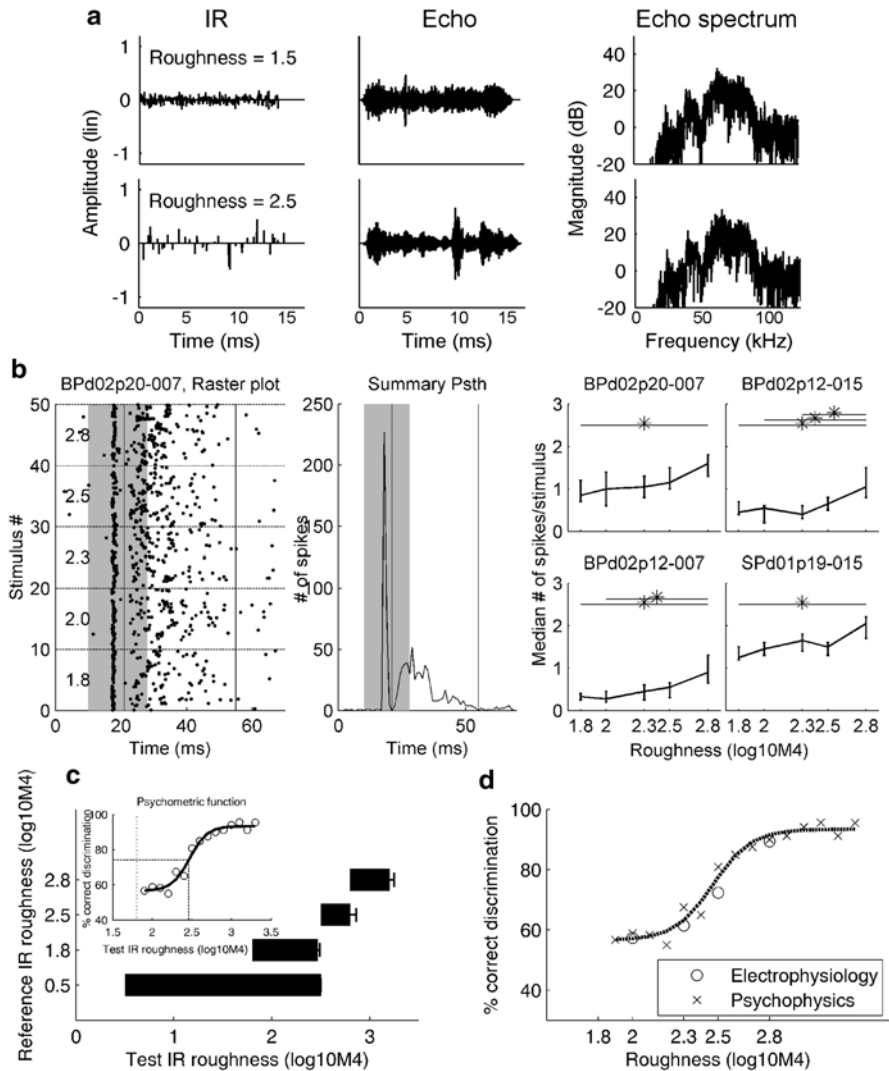 a
IR
Echo
Echo spectrum
Amplitude (lin)
1
0
-1
Roughness = 1.5
1
0
-1
Roughness = 2.5
0 5 10 15
Time (ms)
0 5 10 15
Time (ms)
Magnitude (dB)
40
20
0
-20
40
20
0
20
0 50 100
Frequency (kHz)
b
BPd02p20-007, Raster plot
Stimulus #
50
40
30
20
10
0
2.8
2.5
2.3
2.0
1.8
0 20 40 60
Time (ms)
Summary Psth
# of spikes
250
200
150
100
50
0
50
Time (ms)
Median # of spikes/stimulus
BPd02p20-007
BPd02p12-015
3
2
1
0
BPd02p12-007
SPd01p19-015
3
2
1
0
1.8 2 2.32.5 2.8
1.8 2 2.32.5 2.8
Roughness (log10M4)
c
Reference IR roughness (log10M4)
2.8
2.5
1.8
0.5
0 1 2 3
Test IR roughness (log10M4)
Psychometric function
% correct discrimination
100
80
60
40
1.5 2.0 2.5 3.0 3.5
Test IR roughness (log10M4)
d
% correct discrimination
100
80
60
40
Electrophysiology
Psychophysics
1.8 2.0 2.3 2.5 2.8
Roughness (log10M4)